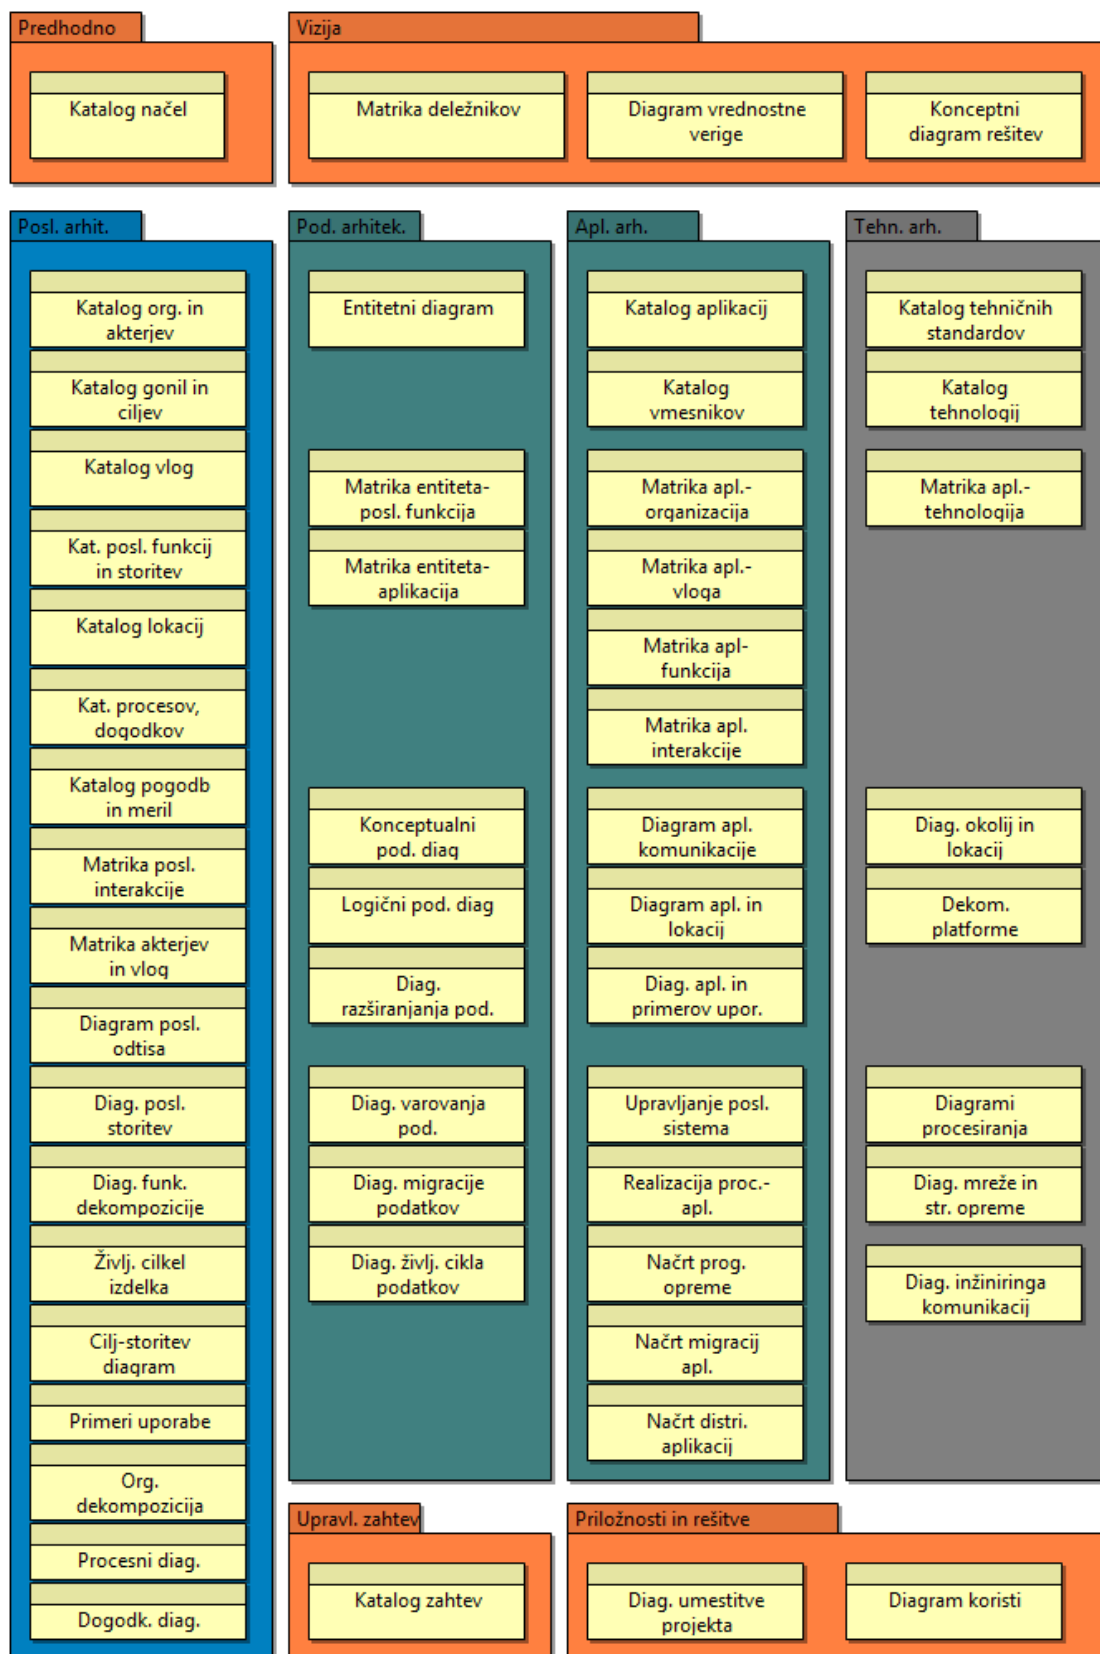 Predhodno
Katalog načel
Vizija
Matrika deležnikov
Diagram vrednostne
verige
Konceptni
diagram rešitev
Posl. arhit.
Katalog org. in
akterjev
Katalog gonil in
ciljev
Katalog vlog
Kat. posl. funkcij
in storitev
Katalog lokacij
Kat. procesov,
dogodkov
Katalog pogodb
in meril
Matrika posl.
interakcije
Matrika akterjev
in vlog
Diagram posl.
odtisa
Diag. posl.
storitev
Diag. funk.
dekompozicije
Življ. cilkel
izdelka
Cilj-storitev
diagram
Primeri uporabe
Org.
dekompozicija
Procesni diag.
Dogodk. diag.
Pod. arhitek.
Entitetni diagram
Matrika entiteta-
posl. funkcija
Matrika entiteta-
aplikacija
Konceptualni
pod. diag
Logični pod. diag
Diag.
razširanjanja pod.
Diag. varovanja
pod.
Diag. migracije
podatkov
Diag. življ. cikla
podatkov
Apl. arh.
Katalog aplikacij
Katalog
vmesnikov
Matrika apl.-
organizacija
Matrika apl.-
vloga
Matrika apl-
funkcija
Matrika apl.
interakcije
Diagram apl.
komunikacije
Diagram apl. in
lokacij
Diag. apl. in
primerov upor.
Upravljanje posl.
sistema
Realizacija proc.-
apl.
Načrt prog.
opreme
Načrt migracij
apl.
Načrt distri.
aplikacij
Tehn. arh.
Katalog tehničnih
standardov
Katalog
tehnologij
Matrika apl.-
tehnologija
Diag. okolij in
lokacij
Dekom.
platforme
Diagrami
procesiranja
Diag. mreže in
str. opreme
Diag. inžiniringa
komunikacij
Upravl. zahtev
Katalog zahtev
Priložnosti in rešitve
Diag. umestitve
projekta
Diagram koristi